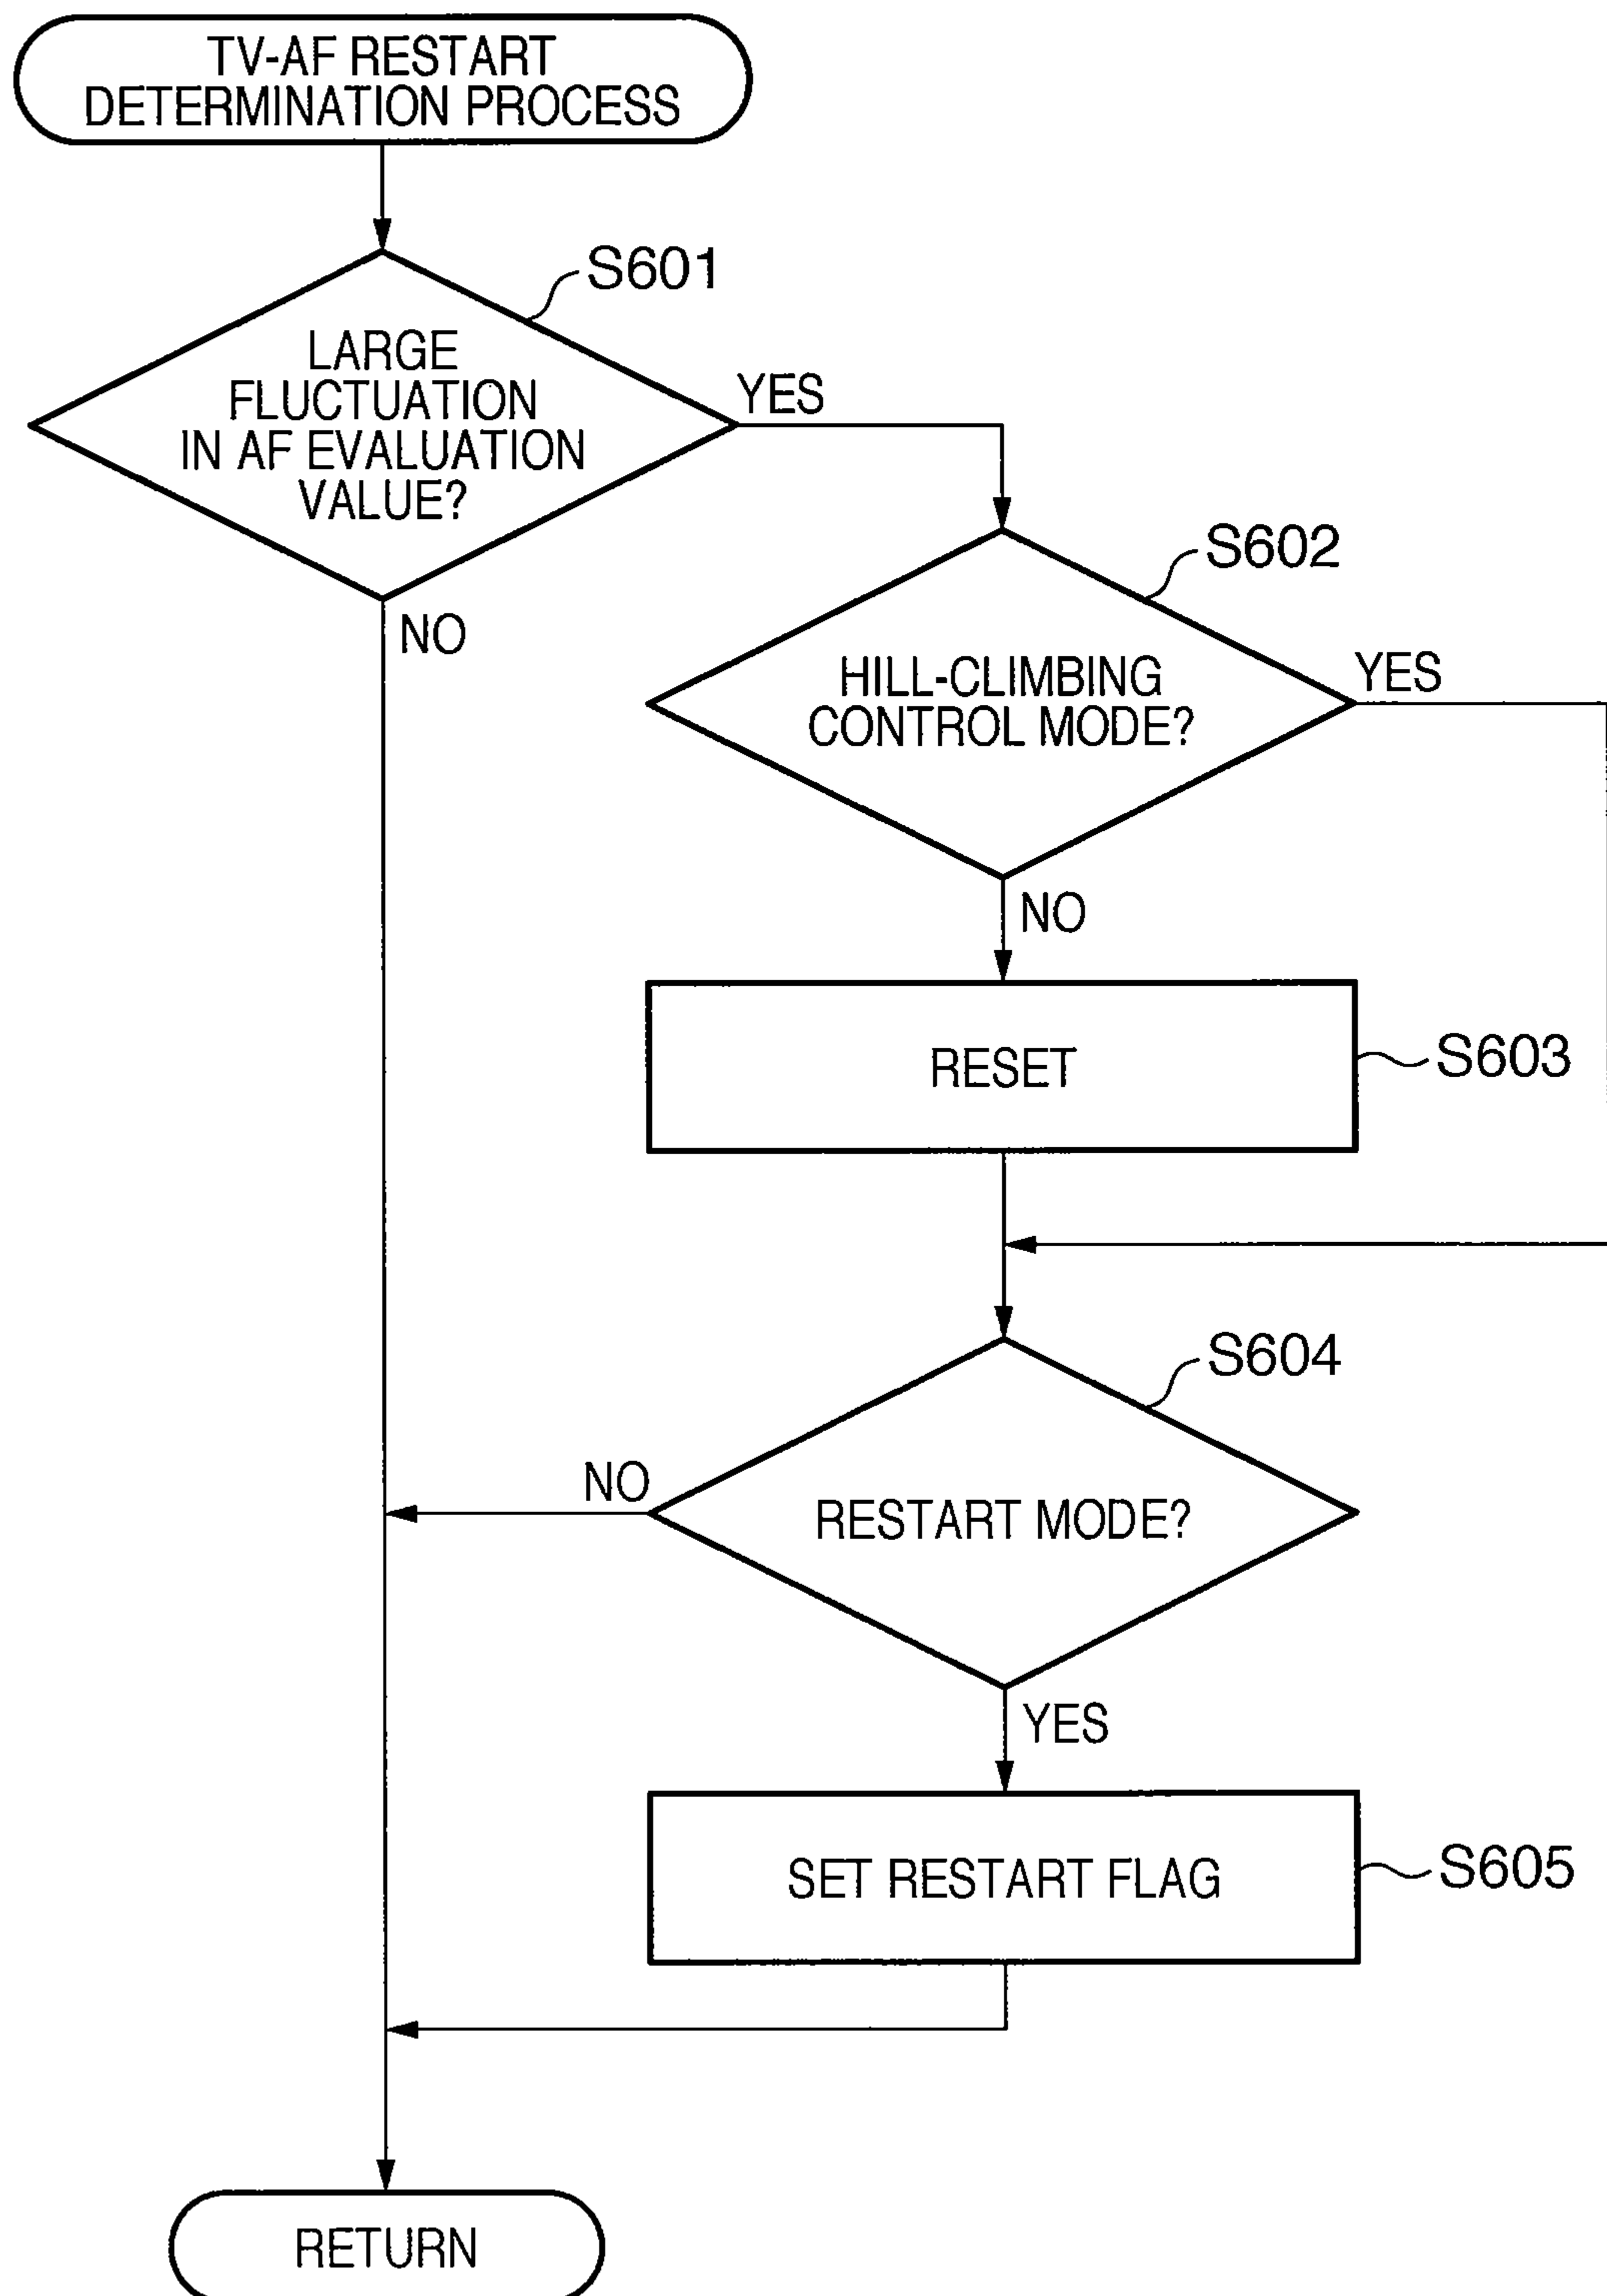 TV-AF RESTART
DETERMINATION PROCESS
S601
LARGE
FLUCTUATION
IN AF EVALUATION
VALUE?
YES
NO
S602
HILL-CLIMBING
CONTROL MODE?
YES
NO
RESET
S603
S604
RESTART MODE?
NO
YES
SET RESTART FLAG
S605
RETURN